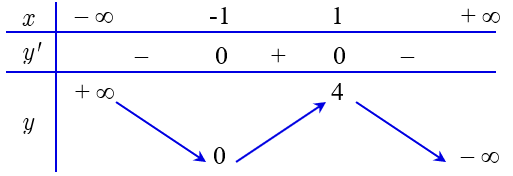 x − ∞ -1 1 + ∞
y′ − 0 + 0 −
+ ∞ 4
y
0 − ∞